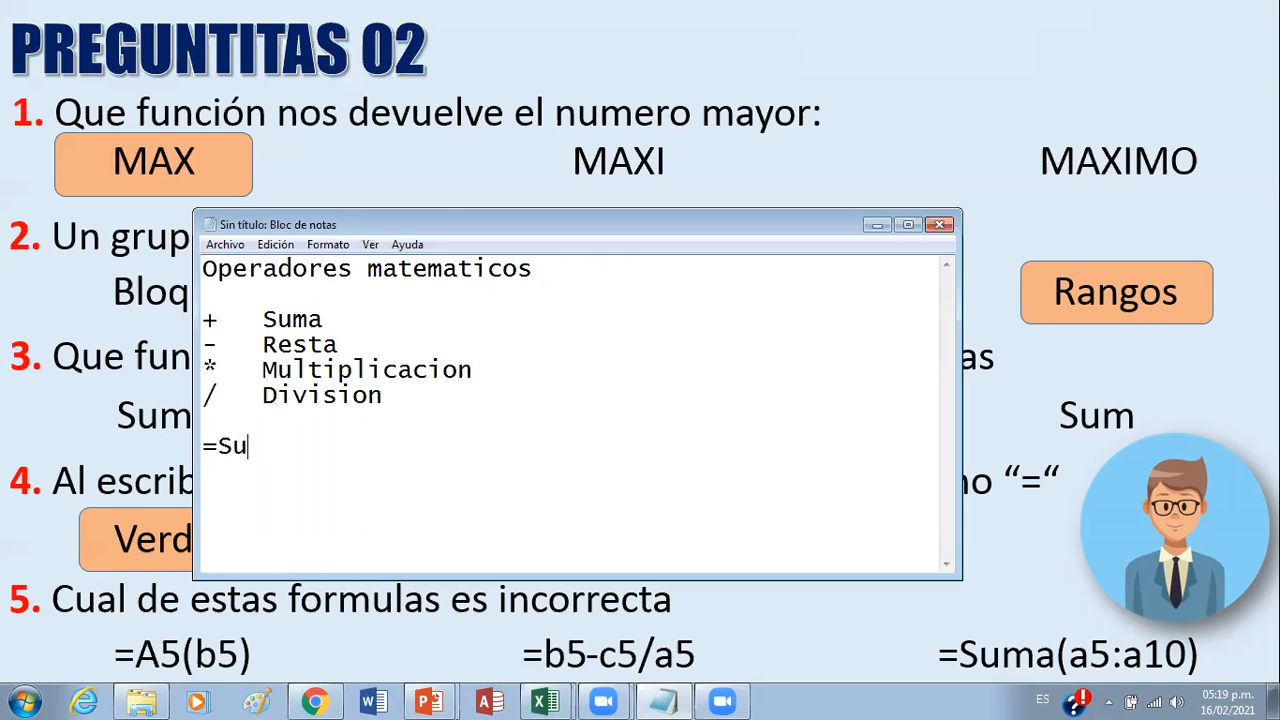 PREGUNTITAS 02
1. Que función nos devuelve el numero mayor:
MAX MAXI MAXIMO
2. Un grup
Bloq Rangos
3. Que fun as
Sum Sum
4. Al escrib no “=“
Verd
5. Cual de estas formulas es incorrecta
=A5(b5) =b5-c5/a5 =Suma(a5:a10)
Sin título: Bloc de notas
Archivo Edición Formato Ver Ayuda
Operadores matematicos
+ Suma
- Resta
* Multiplicacion
/ Division
=Su
ES 05:19 p.m.
16/02/2021